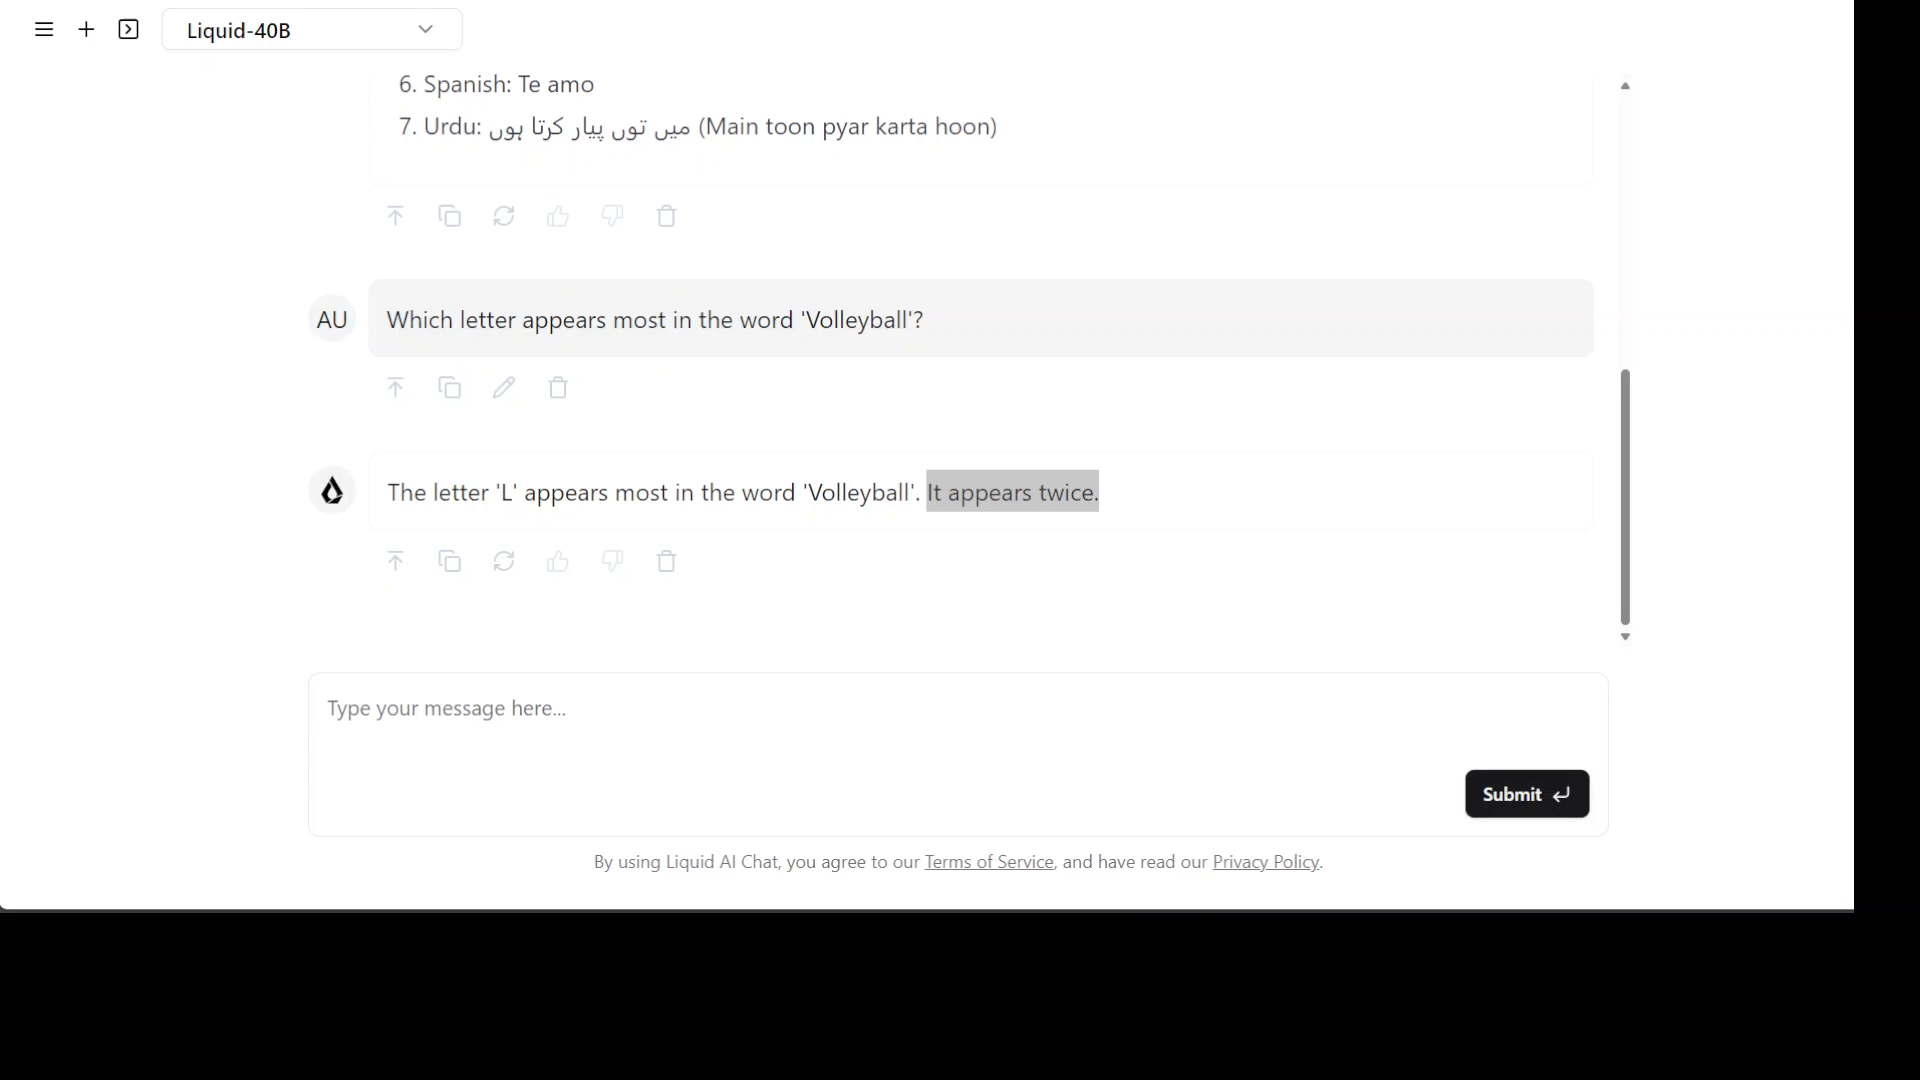 Liquid-40B
6. Spanish: Te amo
7. Urdu: میں توں پیار کرتا ہوں (Main toon pyar karta hoon)
AU
Which letter appears most in the word 'Volleyball'?
The letter 'L' appears most in the word 'Volleyball'. It appears twice.
Type your message here...
Submit
By using Liquid AI Chat, you agree to our Terms of Service, and have read our Privacy Policy.